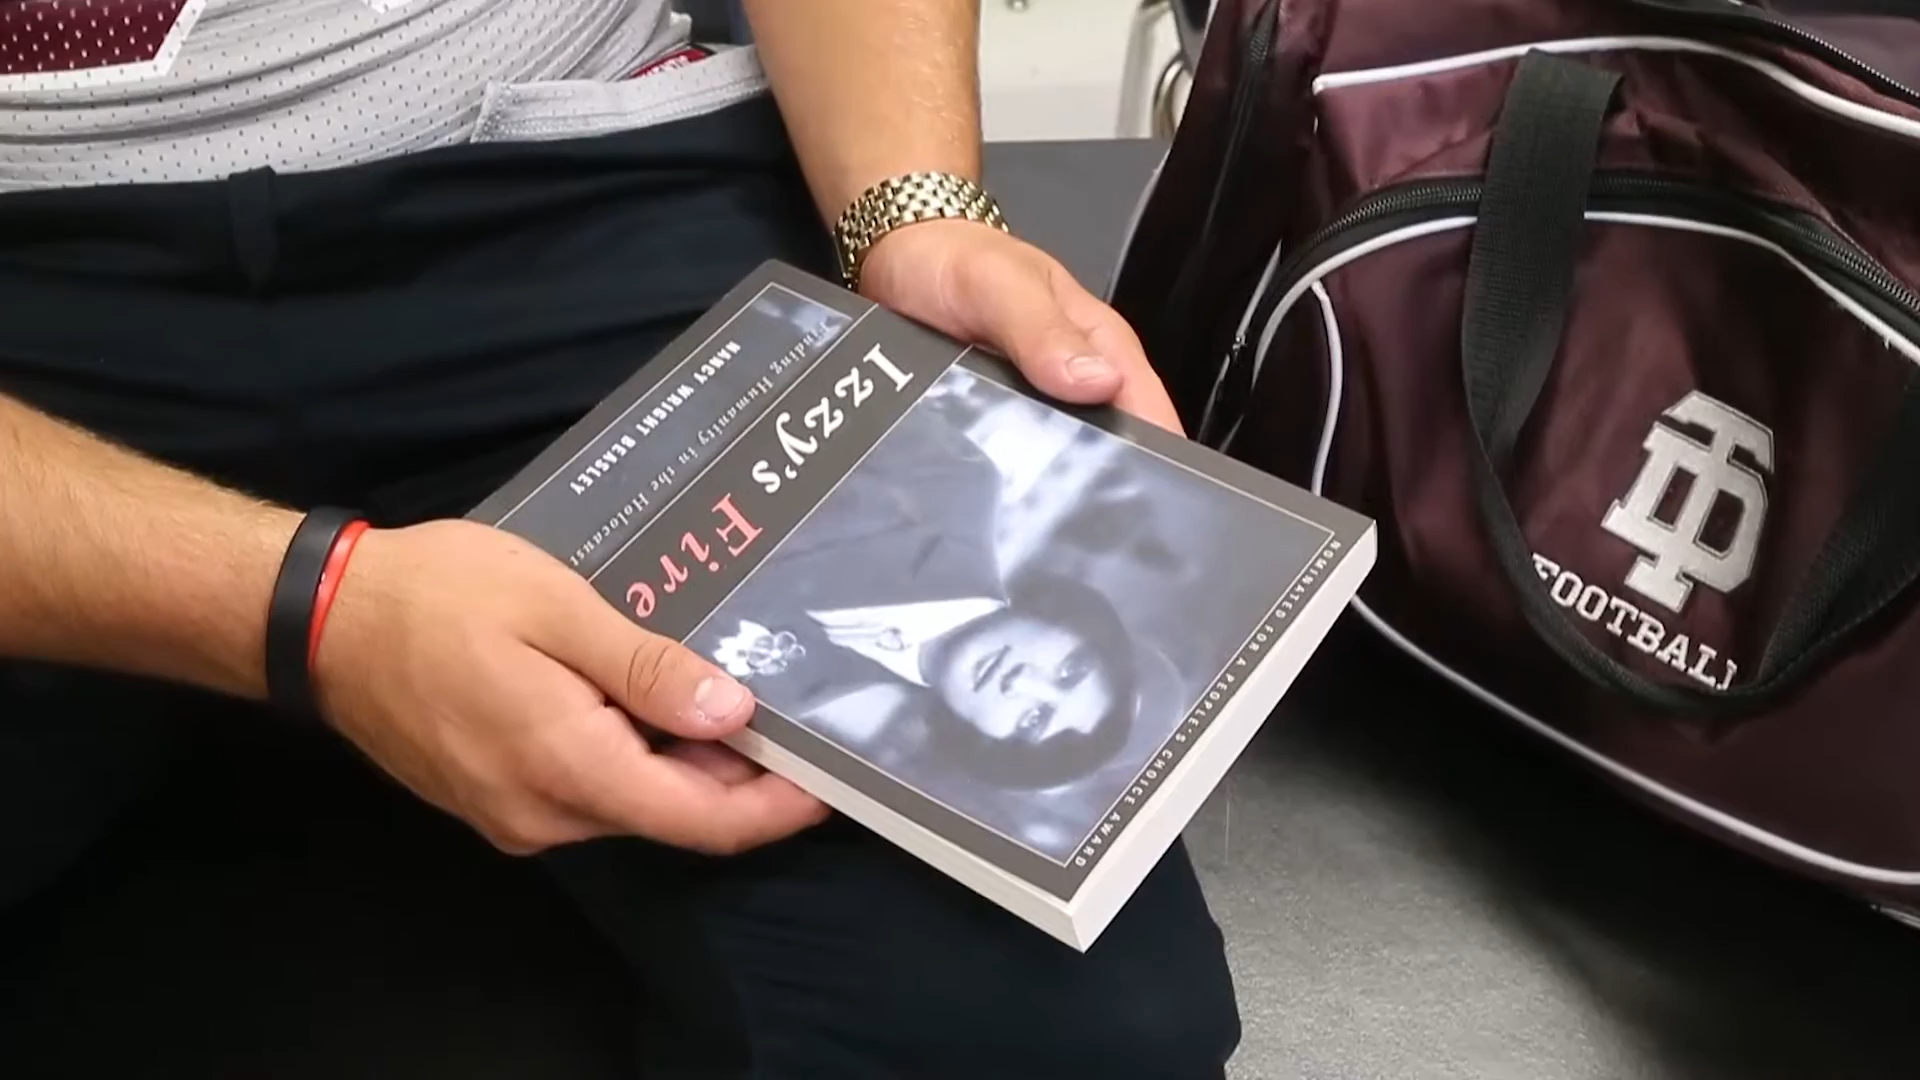 NOMINATED FOR A PEOPLE'S CHOICE AWARD
Izzy's Fire
Finding Humanity in the Holocaust
NANCY WRIGHT BEASLEY
TD
FOOTBALL